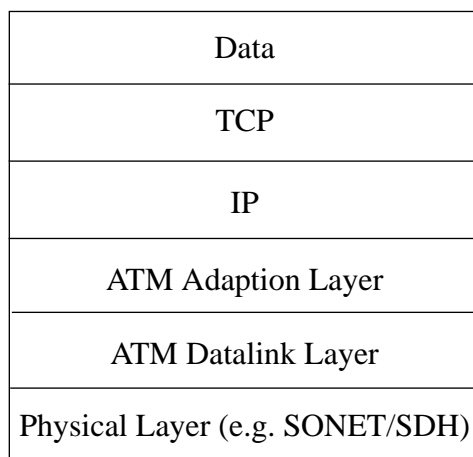 Data
TCP
IP
ATM Adaption Layer
ATM Datalink Layer
Physical Layer (e.g. SONET/SDH)